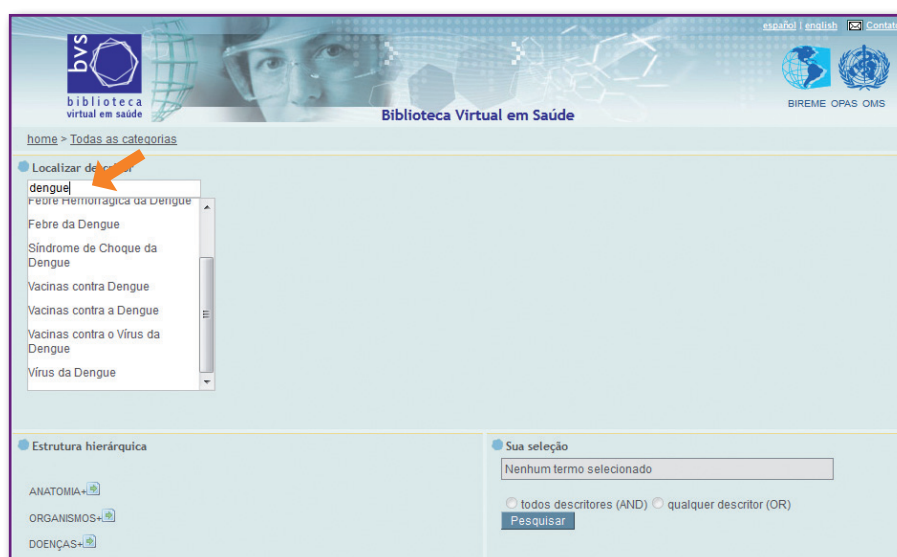 español | english Contato
bvs
biblioteca
virtual em saúde
BIREME OPAS OMS
Biblioteca Virtual em Saúde
home > Todas as categorias
Localizar
dengue
Febre Hemorrágica da Dengue
Febre da Dengue
Síndrome de Choque da
Dengue
Vacinas contra Dengue
Vacinas contra a Dengue
Vacinas contra o Vírus da
Dengue
Vírus da Dengue
Estrutura hierárquica
Sua seleção
Nenhum termo selecionado
ANATOMIA+
todos descritores (AND) qualquer descritor (OR)
ORGANISMOS+
Pesquisar
DOENÇAS+